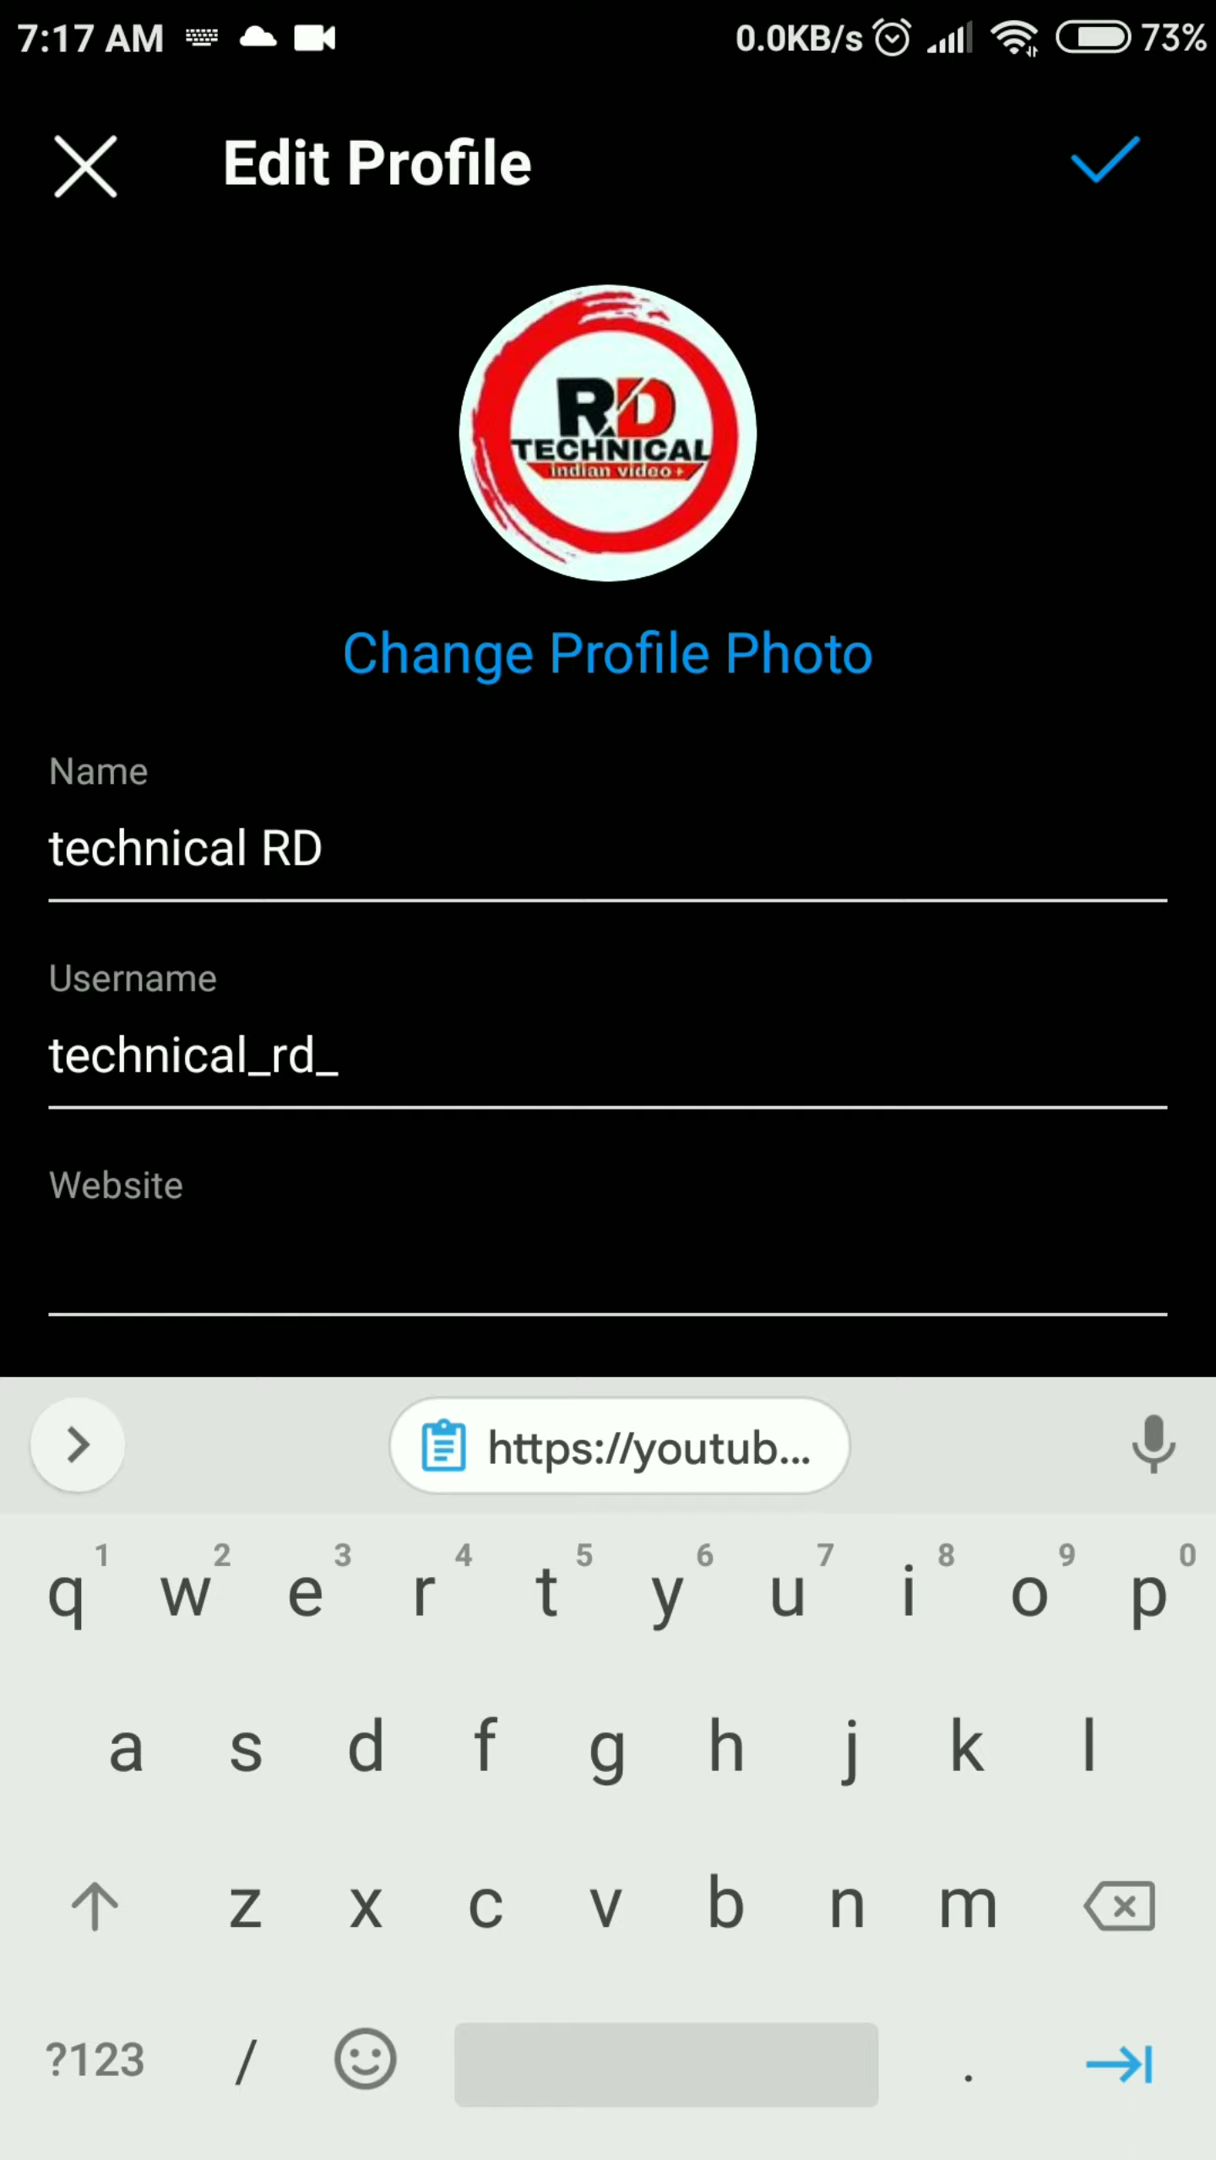 7:17 AM 0.0KB/s 73%
Edit Profile
RD
TECHNICAL
indian video+
Change Profile Photo
Name
technical RD
Username
technical_rd_
Website
https://youtub...
1 2 3 4 5 6 7 8 9 0
q w e r t y u i o p
a s d f g h j k l
z x c v b n m
?123 / .